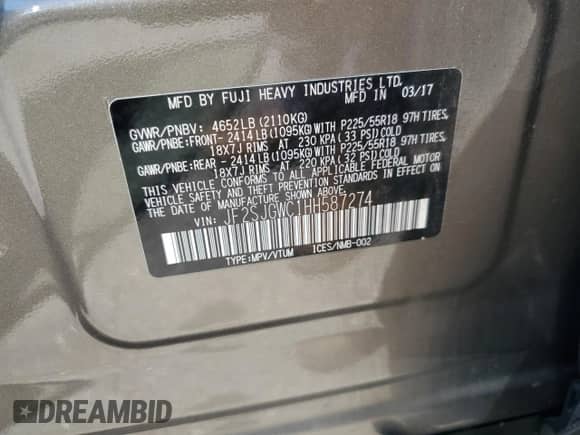 MFD BY FUJI HEAVY INDUSTRIES LTD.
MFD IN 03/17
GVWR/PNBV: 4652LB (2110KG)
GAWR/PNBE:FRONT- 2414LB(1095KG)WITH P225/55R18 97H TIRES,
18X7J RIMS AT 230 KPA (33 PSI)COLD
GAWR/PNBE:REAR - 2414LB(1095KG)WITH P225/55R18 97H TIRES,
18X7J RIMS AT 220 KPA (32 PSI)COLD
THIS VEHICLE CONFORMS TO ALL APPLICABLE FEDERAL MOTOR
VEHICLE SAFETY AND THEFT STANDARDS IN EFFECT ON
THE DATE OF MANUFACTURE SHOWN ABOVE.
VIN: JF2SJGWC1HH587274
TYPE:MPV/VTUM ICES/NMB-002
DREAMBID